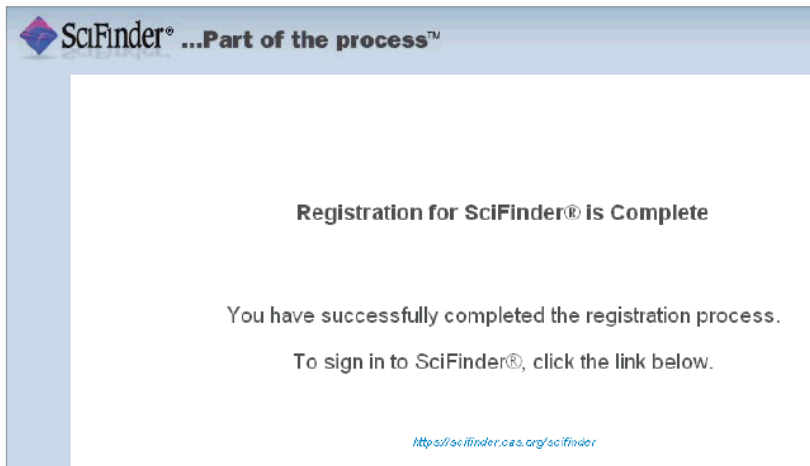 SciFinder® ...Part of the process™
Registration for SciFinder® is Complete
You have successfully completed the registration process.
To sign in to SciFinder®, click the link below.
https://scifinder.cas.org/scifinder